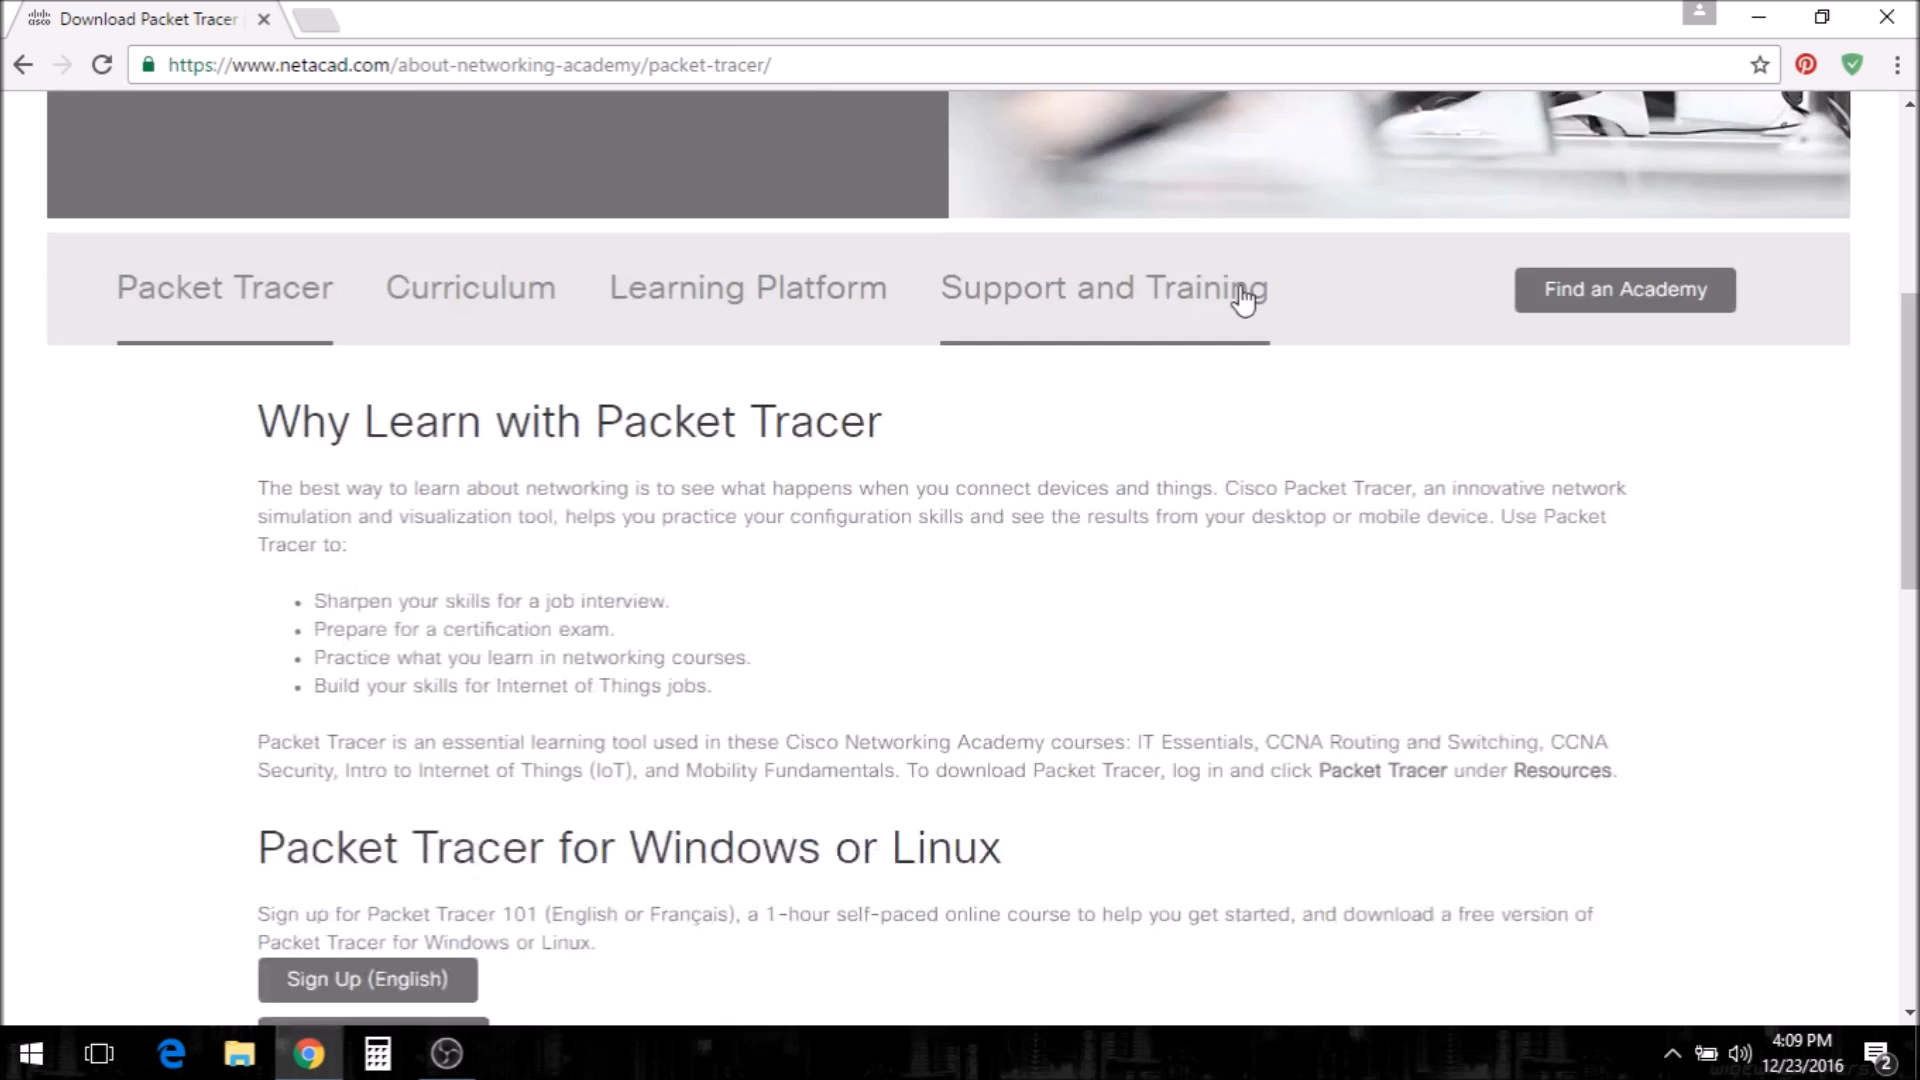 Download Packet Tracer
https://www.netacad.com/about-networking-academy/packet-tracer/
Packet Tracer Curriculum Learning Platform Support and Training Find an Academy
Why Learn with Packet Tracer
The best way to learn about networking is to see what happens when you connect devices and things. Cisco Packet Tracer, an innovative network
simulation and visualization tool, helps you practice your configuration skills and see the results from your desktop or mobile device. Use Packet
Tracer to:
• Sharpen your skills for a job interview.
• Prepare for a certification exam.
• Practice what you learn in networking courses.
• Build your skills for Internet of Things jobs.
Packet Tracer is an essential learning tool used in these Cisco Networking Academy courses: IT Essentials, CCNA Routing and Switching, CCNA
Security, Intro to Internet of Things (IoT), and Mobility Fundamentals. To download Packet Tracer, log in and click Packet Tracer under Resources.
Packet Tracer for Windows or Linux
Sign up for Packet Tracer 101 (English or Français), a 1-hour self-paced online course to help you get started, and download a free version of
Packet Tracer for Windows or Linux.
Sign Up (English)
4:09 PM
12/23/2016
2